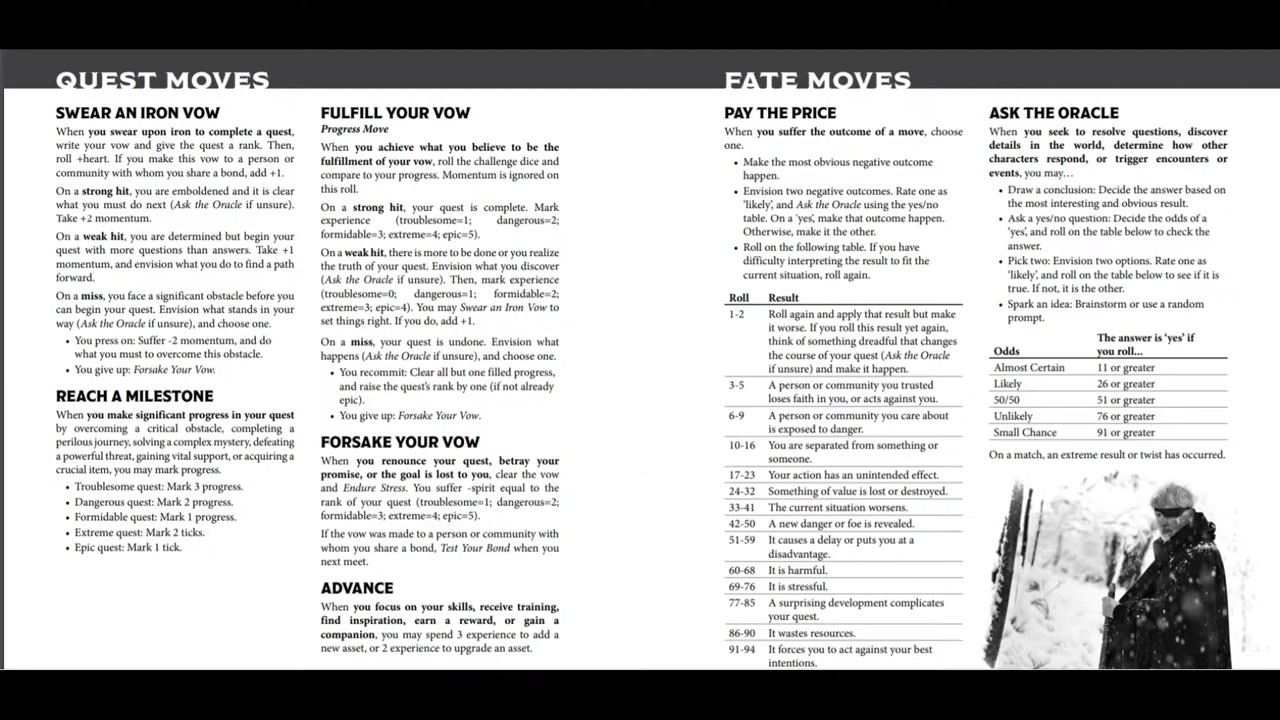 QUEST MOVES
SWEAR AN IRON VOW
When you swear upon iron to complete a quest,
write your vow and give the quest a rank. Then,
roll +heart. If you make this vow to a person or
community with whom you share a bond, add +1.
On a strong hit, you are emboldened and it is clear
what you must do next (Ask the Oracle if unsure).
Take +2 momentum.
On a weak hit, you are determined but begin your
quest with more questions than answers. Take +1
momentum, and envision what you do to find a path
forward.
On a miss, you face a significant obstacle before you
can begin your quest. Envision what stands in your
way (Ask the Oracle if unsure), and choose one.
• You press on: Suffer -2 momentum, and do
what you must to overcome this obstacle.
• You give up: Forsake Your Vow.
REACH A MILESTONE
When you make significant progress in your quest
by overcoming a critical obstacle, completing a
perilous journey, solving a complex mystery, defeating
a powerful threat, gaining vital support, or acquiring a
crucial item, you may mark progress.
• Troublesome quest: Mark 3 progress.
• Dangerous quest: Mark 2 progress.
• Formidable quest: Mark 1 progress.
• Extreme quest: Mark 2 ticks.
• Epic quest: Mark 1 tick.
FULFILL YOUR VOW
Progress Move
When you achieve what you believe to be the
fulfillment of your vow, roll the challenge dice and
compare to your progress. Momentum is ignored on
this roll.
On a strong hit, your quest is complete. Mark
experience (troublesome=1; dangerous=2;
formidable=3; extreme=4; epic=5).
On a weak hit, there is more to be done or you realize
the truth of your quest. Envision what you discover
(Ask the Oracle if unsure). Then, mark experience
(troublesome=0; dangerous=1; formidable=2;
extreme=3; epic=4). You may Swear an Iron Vow to
set things right. If you do, add +1.
On a miss, your quest is undone. Envision what
happens (Ask the Oracle if unsure), and choose one.
• You recommit: Clear all but one filled progress,
and raise the quest's rank by one (if not already
epic).
• You give up: Forsake Your Vow.
FORSAKE YOUR VOW
When you renounce your quest, betray your
promise, or the goal is lost to you, clear the vow
and Endure Stress. You suffer -spirit equal to the
rank of your quest (troublesome=1; dangerous=2;
formidable=3; extreme=4; epic=5).
If the vow was made to a person or community with
whom you share a bond, Test Your Bond when you
next meet.
ADVANCE
When you focus on your skills, receive training,
find inspiration, earn a reward, or gain a
companion, you may spend 3 experience to add a
new asset, or 2 experience to upgrade an asset.
FATE MOVES
PAY THE PRICE
When you suffer the outcome of a move, choose
one.
• Make the most obvious negative outcome
happen.
• Envision two negative outcomes. Rate one as
'likely', and Ask the Oracle using the yes/no
table. On a 'yes', make that outcome happen.
Otherwise, make it the other.
• Roll on the following table. If you have
difficulty interpreting the result to fit the
current situation, roll again.
Roll Result
1-2 Roll again and apply that result but make
it worse. If you roll this result yet again,
think of something dreadful that changes
the course of your quest (Ask the Oracle
if unsure) and make it happen.
3-5 A person or community you trusted
loses faith in you, or acts against you.
6-9 A person or community you care about
is exposed to danger.
10-16 You are separated from something or
someone.
17-23 Your action has an unintended effect.
24-32 Something of value is lost or destroyed.
33-41 The current situation worsens.
42-50 A new danger or foe is revealed.
51-59 It causes a delay or puts you at a
disadvantage.
60-68 It is harmful.
69-76 It is stressful.
77-85 A surprising development complicates
your quest.
86-90 It wastes resources.
91-94 It forces you to act against your best
intentions.
ASK THE ORACLE
When you seek to resolve questions, discover
details in the world, determine how other
characters respond, or trigger encounters or
events, you may…
• Draw a conclusion: Decide the answer based on
the most interesting and obvious result.
• Ask a yes/no question: Decide the odds of a
'yes', and roll on the table below to check the
answer.
• Pick two: Envision two options. Rate one as
'likely', and roll on the table below to see if it is
true. If not, it is the other.
• Spark an idea: Brainstorm or use a random
prompt.
Odds The answer is 'yes' if
you roll...
Almost Certain 11 or greater
Likely 26 or greater
50/50 51 or greater
Unlikely 76 or greater
Small Chance 91 or greater
On a match, an extreme result or twist has occurred.